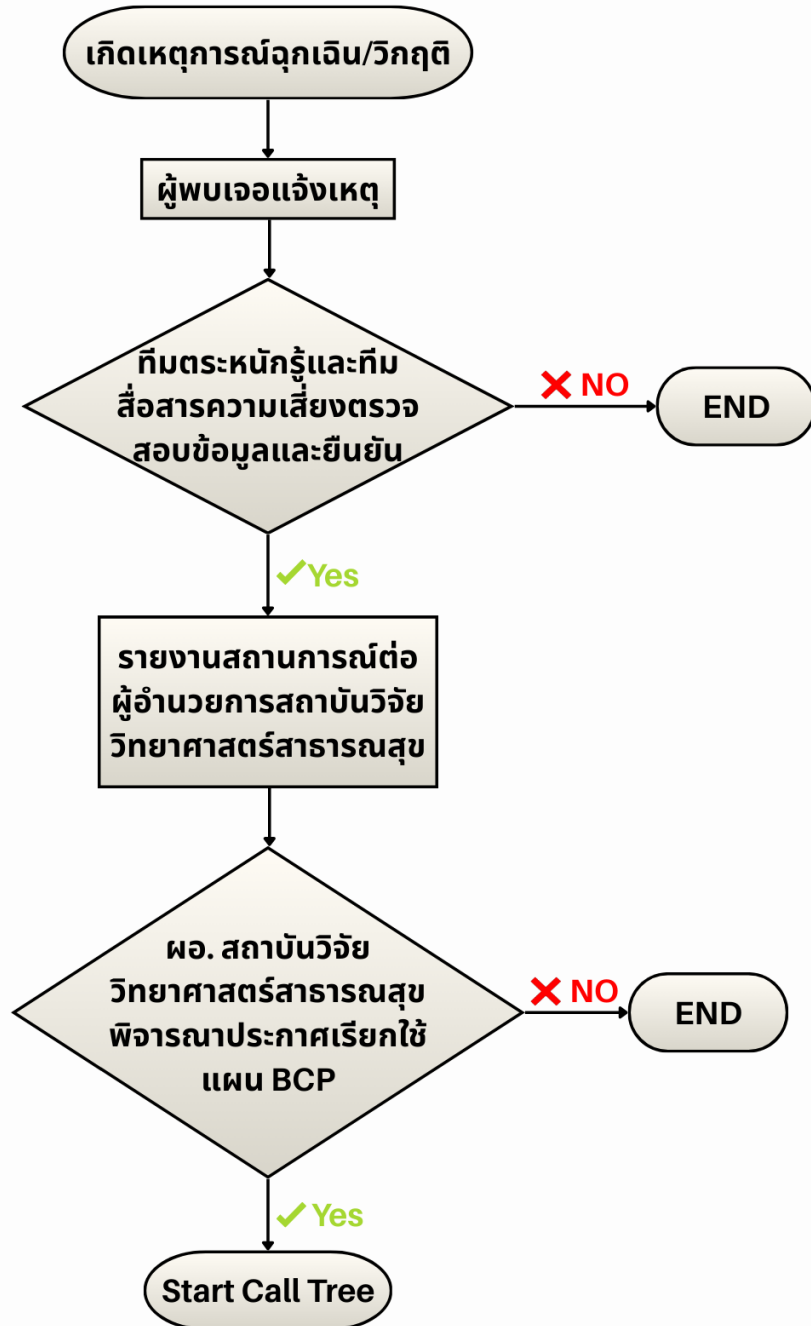 เกิดเหตุการณ์ฉุกเฉิน/วิกฤติ
ผู้พบเจอแจ้งเหตุ
ทีมตระหนักรู้และทีม
สื่อสารความเสี่ยงตรวจ
สอบข้อมูลและยืนยัน
NO
END
Yes
รายงานสถานการณ์ต่อ
ผู้อำนวยการสถาบันวิจัย
วิทยาศาสตร์สาธารณสุข
ผอ. สถาบันวิจัย
วิทยาศาสตร์สาธารณสุข
พิจารณาประกาศเรียกใช้
แผน BCP
NO
END
Yes
Start Call Tree